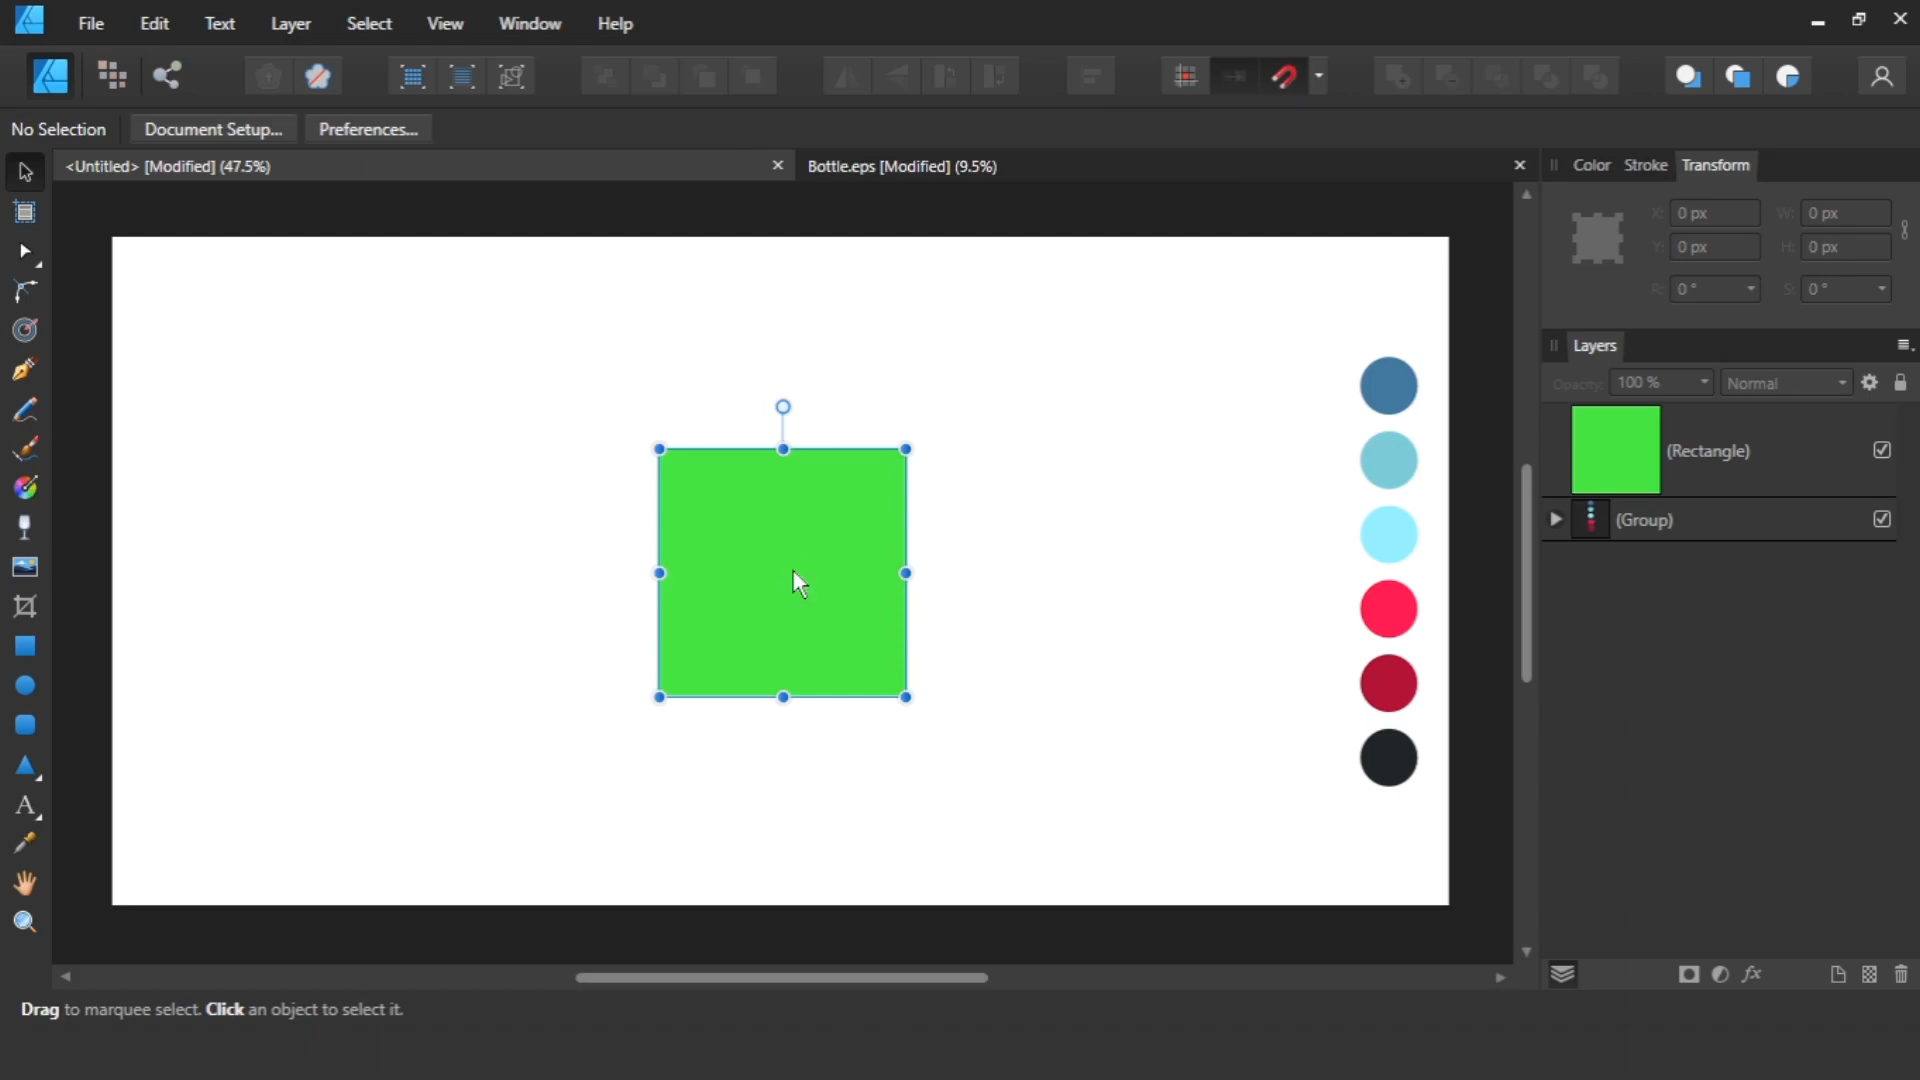 File Edit Text Layer Select View Window Help
No Selection Document Setup... Preferences...
<Untitled> [Modified] (47.5%) Bottle.eps [Modified] (9.5%)
Color Stroke Transform
X: 0 px W: 0 px
Y: 0 px H: 0 px
R: 0 ° S: 0 °
Layers
Opacity: 100 % Normal
(Rectangle)
(Group)
A
fx
Drag to marquee select. Click an object to select it.